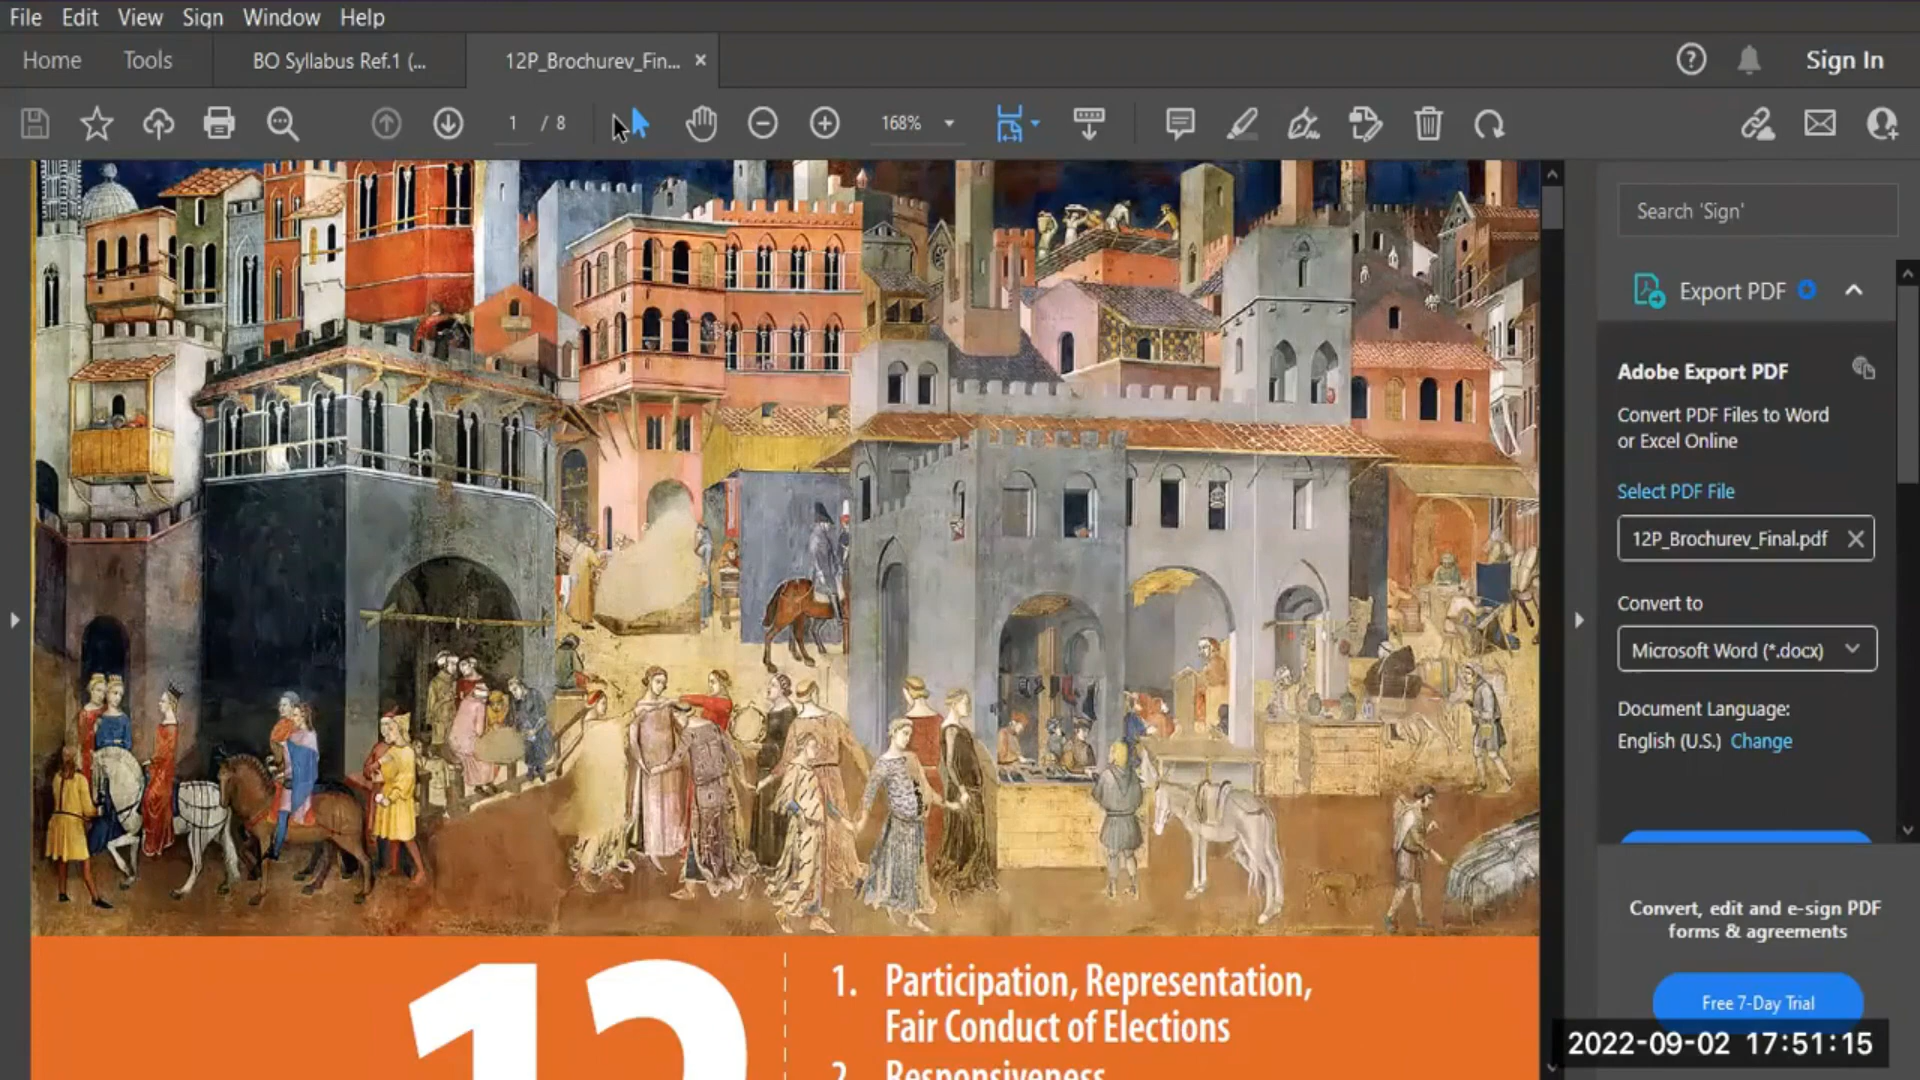 File Edit View Sign Window Help
Home Tools BO Syllabus Ref.1 (... 12P_Brochurev_Fin... × Sign In
1 / 8 168%
Search 'Sign'
Export PDF
Adobe Export PDF
Convert PDF Files to Word
or Excel Online
Select PDF File
12P_Brochurev_Final.pdf
Convert to
Microsoft Word (*.docx)
Document Language:
English (U.S.) Change
Convert, edit and e-sign PDF
forms & agreements
Free 7-Day Trial
2022-09-02 17:51:15
12
1. Participation, Representation,
Fair Conduct of Elections
2. Responsiveness